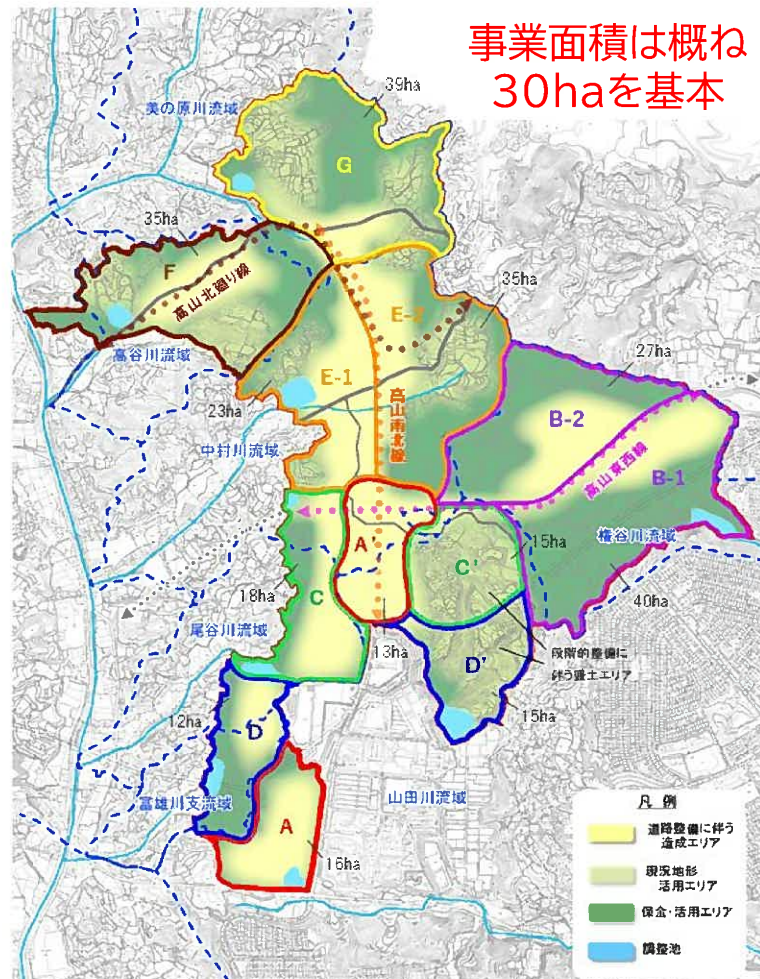 事業面積は概ね
30haを基本
39ha
美の原川流域
G
35ha
F
高山北廻り線
E-2
35ha
高谷川流域
E-1
27ha
23ha
高山南北線
B-2
中村川流域
高山東西線
B-1
A'
15ha
権谷川流域
C'
18ha
C
40ha
尾谷川流域
段階的整備に
伴う盛土エリア
13ha
D'
12ha
D
15ha
富雄川支流域
山田川流域
A
16ha
凡 例
道路整備に伴う
造成エリア
現況地形
活用エリア
保全・活用エリア
調整池